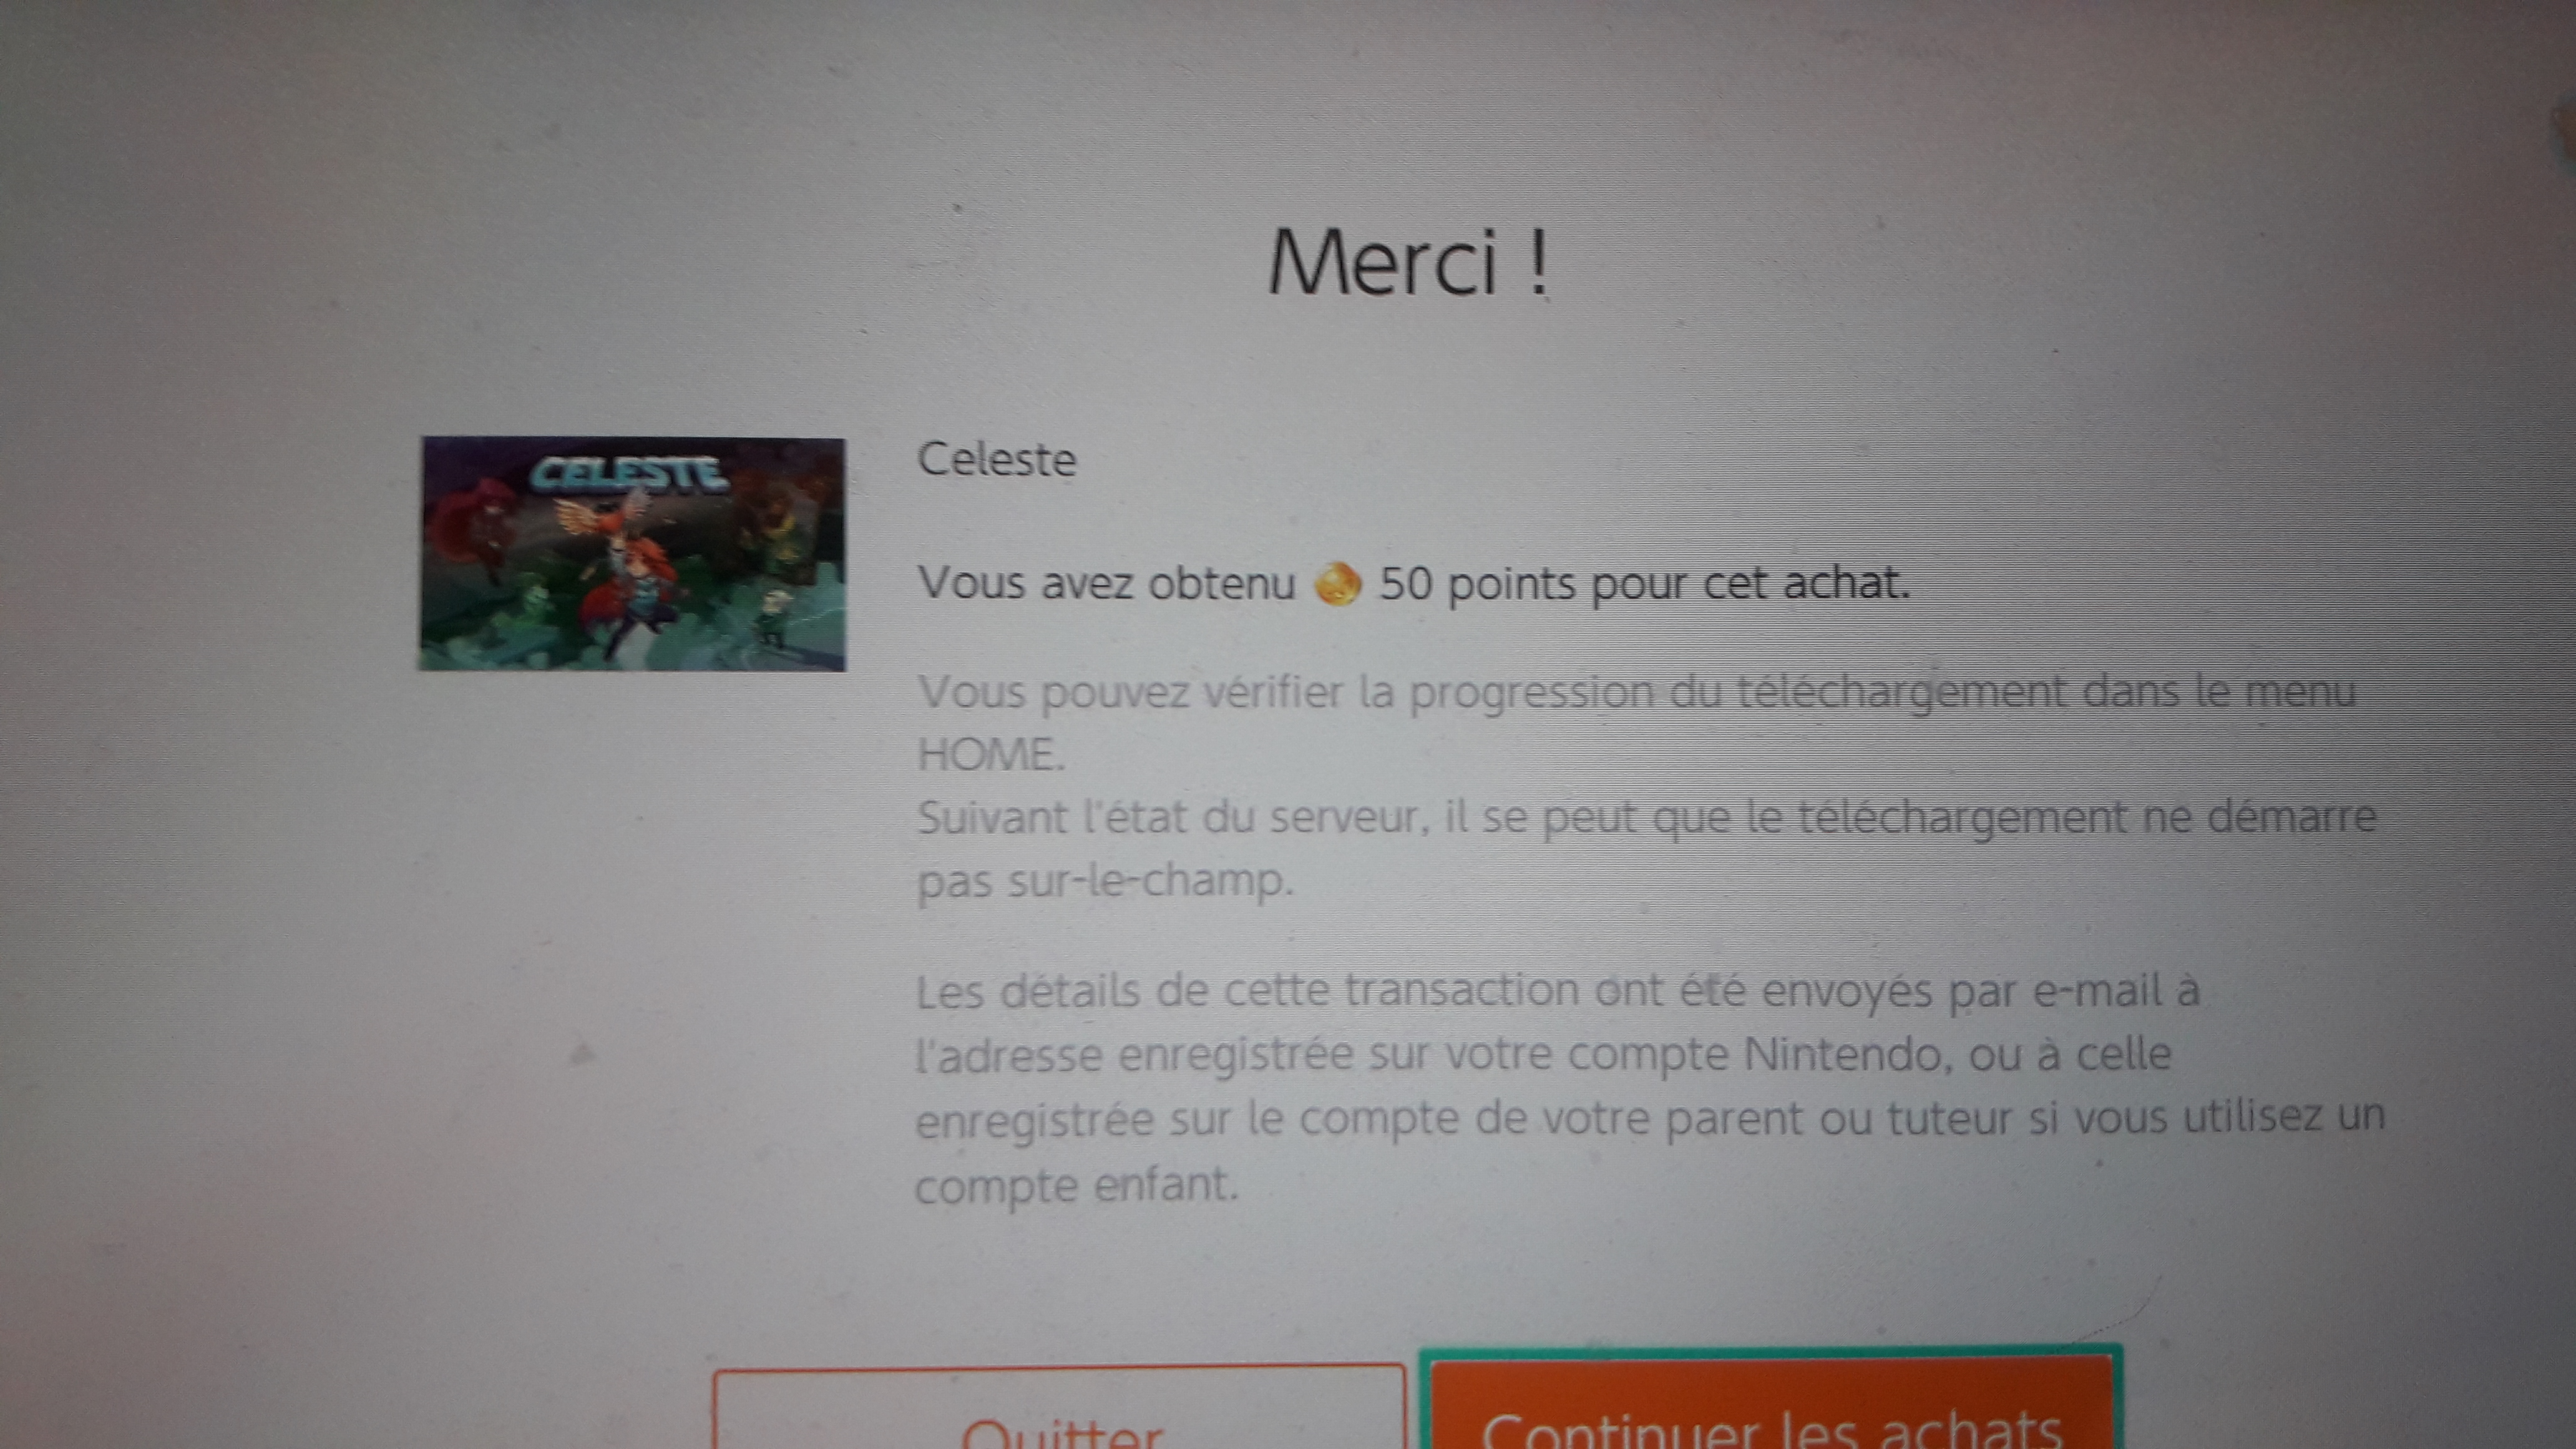 Merci !
CELESTE
Celeste
Vous avez obtenu 50 points pour cet achat.
Vous pouvez vérifier la progression du téléchargement dans le menu
HOME.
Suivant l'état du serveur, il se peut que le téléchargement ne démarre
pas sur-le-champ.
Les détails de cette transaction ont été envoyés par e-mail à
l'adresse enregistrée sur votre compte Nintendo, ou à celle
enregistrée sur le compte de votre parent ou tuteur si vous utilisez un
compte enfant.
Quitter
Continuer les achats